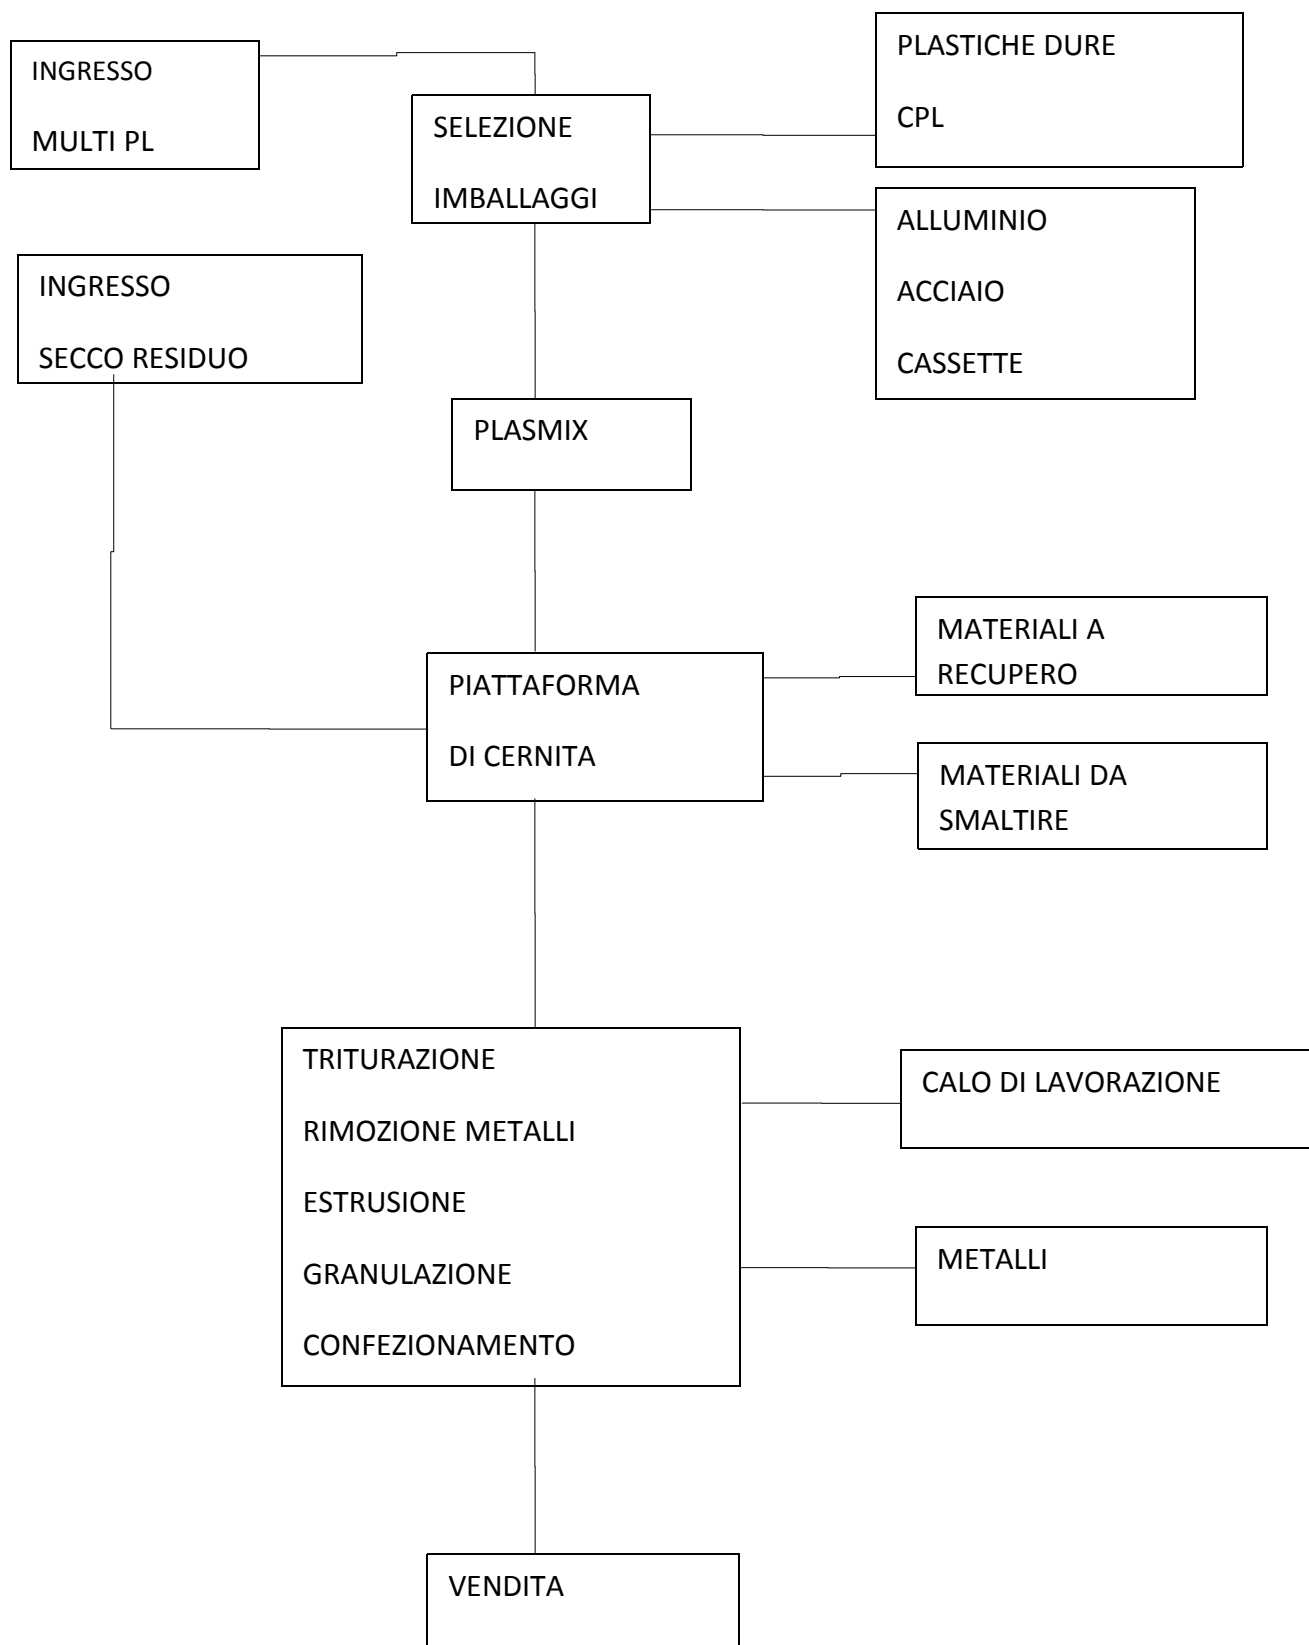 INGRESSO
MULTI PL
SELEZIONE
IMBALLAGGI
PLASTICHE DURE
CPL
ALLUMINIO
ACCIAIO
CASSETTE
INGRESSO
SECCO RESIDUO
PLASMIX
PIATTAFORMA
DI CERNITA
MATERIALI A
RECUPERO
MATERIALI DA
SMALTIRE
TRITURAZIONE
RIMOZIONE METALLI
ESTRUSIONE
GRANULAZIONE
CONFEZIONAMENTO
CALO DI LAVORAZIONE
METALLI
VENDITA